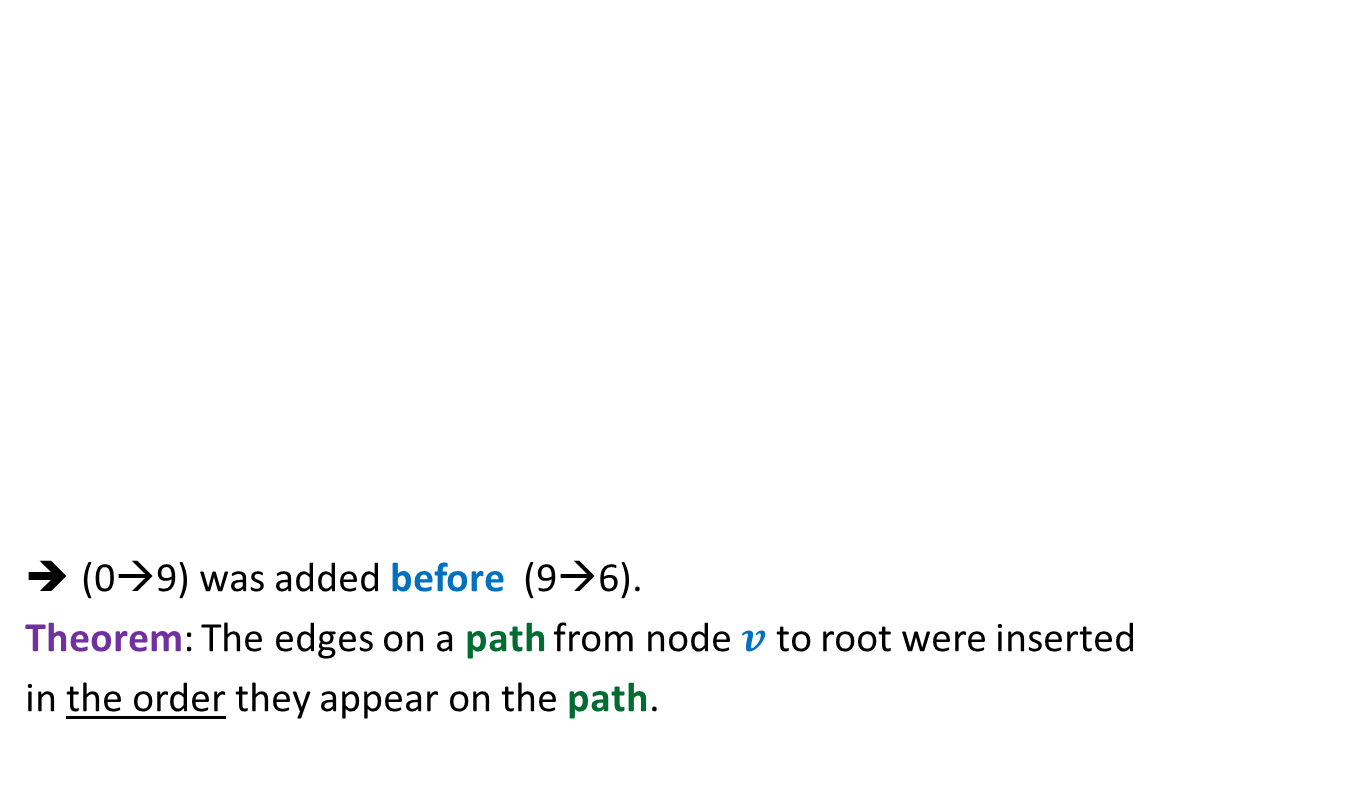 ➔ (0→9) was added before (9→6).
Theorem: The edges on a path from node v to root were inserted
in the order they appear on the path.